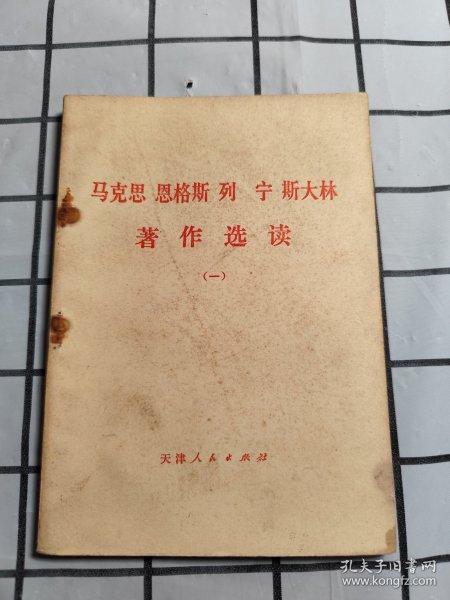 马克思 恩格斯 列 宁 斯大林
著作选读
(一)
天津人民出版社
孔夫子旧书网
www.kongfz.com